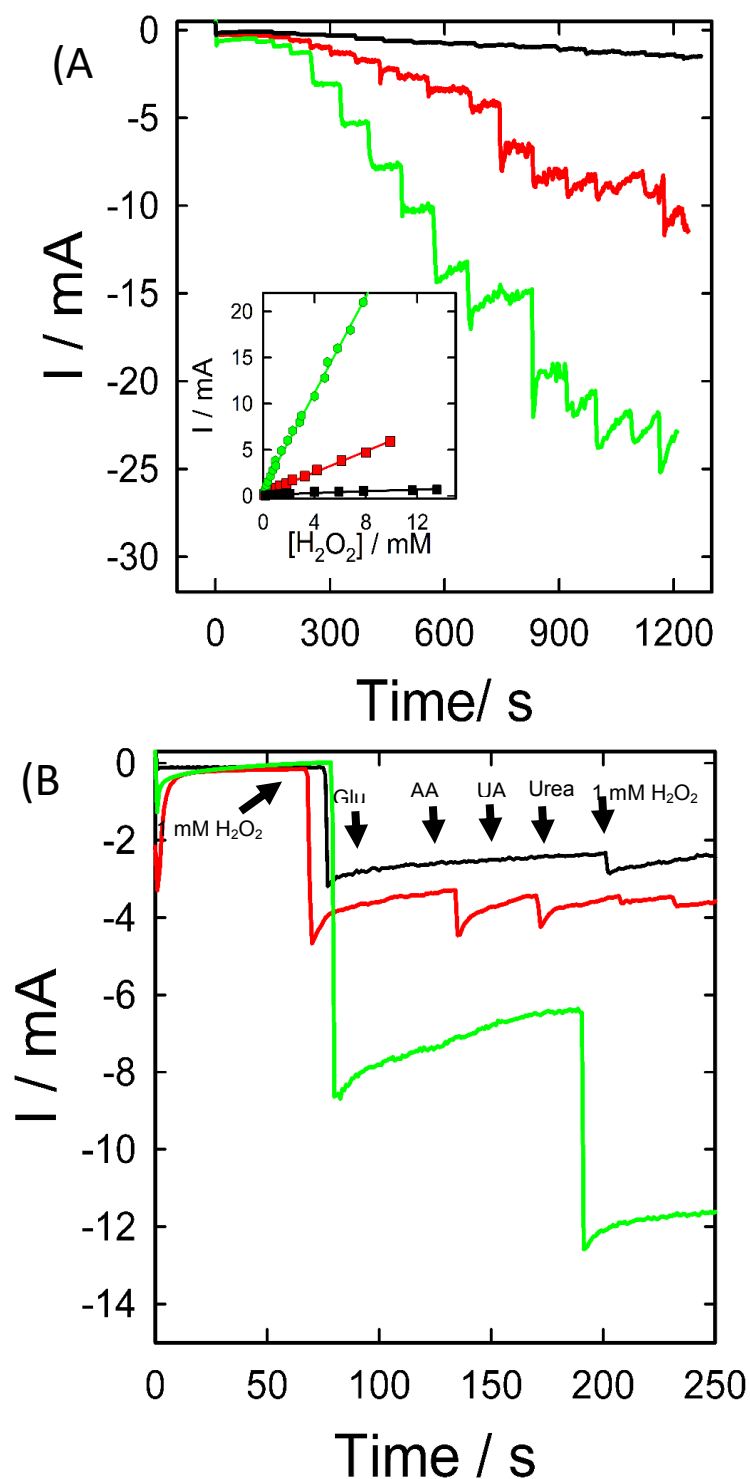 (A
I / mA
0
-5
-10
-15
-20
-25
-30
0 300 600 900 1200
Time/ s
I / mA
20
15
10
5
0
0 4 8 12
[H₂O₂] / mM
(B
I / mA
0
-2
-4
-6
-8
-10
-12
-14
Glu AA UA Urea 1 mM H₂O₂
1 mM H₂O₂
0 50 100 150 200 250
Time / s